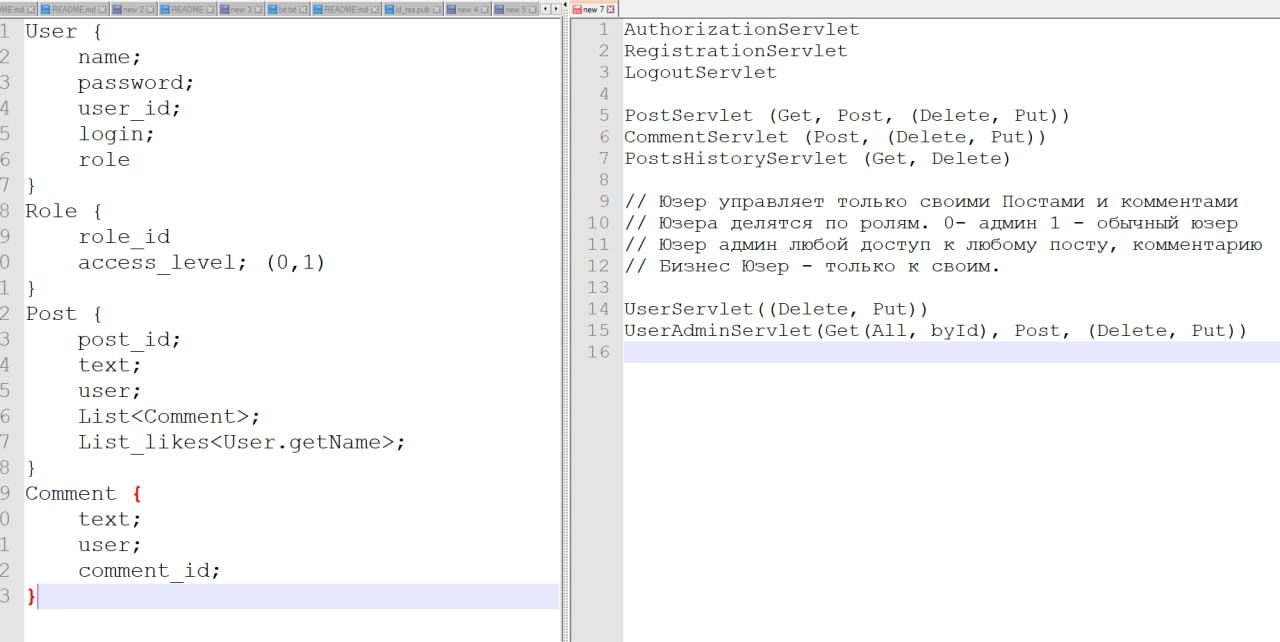 ME.md
README.md
new 2
README
new 3
txt.txt
README.md
id_ma.pub
new 4
new 5
new 7
1 User {
2 name;
3 password;
4 user_id;
5 login;
6 role
7 }
8 Role {
9 role_id
0 access_level; (0,1)
1 }
2 Post {
3 post_id;
4 text;
5 user;
6 List<Comment>;
7 List_likes<User.getName>;
8 }
9 Comment {
0 text;
1 user;
2 comment_id;
3 }
1 AuthorizationServlet
2 RegistrationServlet
3 LogoutServlet
4
5 PostServlet (Get, Post, (Delete, Put))
6 CommentServlet (Post, (Delete, Put))
7 PostsHistoryServlet (Get, Delete)
8
9 // Юзер управляет только своими Постами и комментами
10 // Юзера делятся по ролям. 0- админ 1 - обычный юзер
11 // Юзер админ любой доступ к любому посту, комментарию
12 // Бизнес Юзер - только к своим.
13
14 UserServlet((Delete, Put))
15 UserAdminServlet(Get(All, byId), Post, (Delete, Put))
16